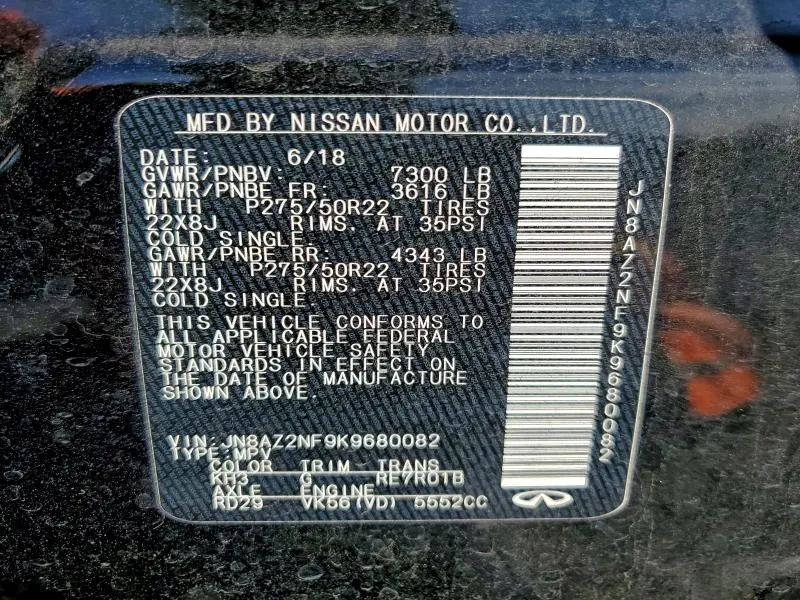 MFD BY NISSAN MOTOR CO.,LTD.
DATE: 6/18
GVWR/PNBV: 7300 LB
GAWR/PNBE FR: 3616 LB
WITH P275/50R22 TIRES
22X8J RIMS. AT 35PSI
COLD SINGLE.
GAWR/PNBE RR: 4343 LB
WITH P275/50R22 TIRES
22X8J RIMS. AT 35PSI
COLD SINGLE.
THIS VEHICLE CONFORMS TO
ALL APPLICABLE FEDERAL
MOTOR VEHICLE SAFETY
STANDARDS IN EFFECT ON
THE DATE OF MANUFACTURE
SHOWN ABOVE.
VIN: JN8AZ2NF9K9680082
TYPE: MPV
COLOR TRIM TRANS
KH3 G RE7R01B
AXLE ENGINE
RD29 VK56(VD) 5552CC
JN8AZ2NF9K9680082